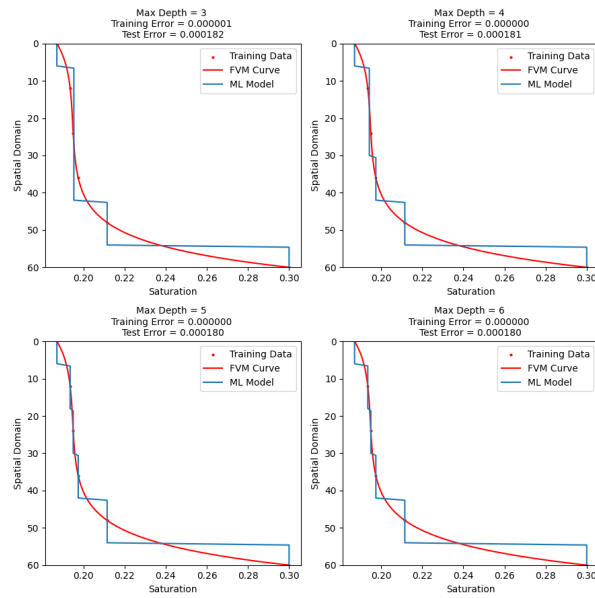 Max Depth = 3
Training Error = 0.000001
Test Error = 0.000182
0
10
20
30
40
50
60
Spatial Domain
Training Data
FVM Curve
ML Model
0.20
0.22
0.24
0.26
0.28
0.30
Saturation
Max Depth = 4
Training Error = 0.000000
Test Error = 0.000181
0
10
20
30
40
50
60
Spatial Domain
Training Data
FVM Curve
ML Model
0.20
0.22
0.24
0.26
0.28
0.30
Saturation
Max Depth = 5
Training Error = 0.000000
Test Error = 0.000180
0
10
20
30
40
50
60
Spatial Domain
Training Data
FVM Curve
ML Model
0.20
0.22
0.24
0.26
0.28
0.30
Saturation
Max Depth = 6
Training Error = 0.000000
Test Error = 0.000180
0
10
20
30
40
50
60
Spatial Domain
Training Data
FVM Curve
ML Model
0.20
0.22
0.24
0.26
0.28
0.30
Saturation